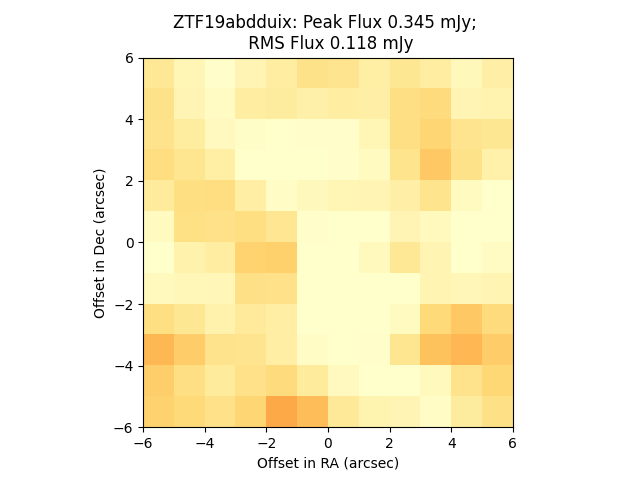 ZTF19abdduix: Peak Flux 0.345 mJy;
RMS Flux 0.118 mJy
6
4
2
0
−2
−4
−6
Offset in Dec (arcsec)
−6 −4 −2 0 2 4 6
Offset in RA (arcsec)